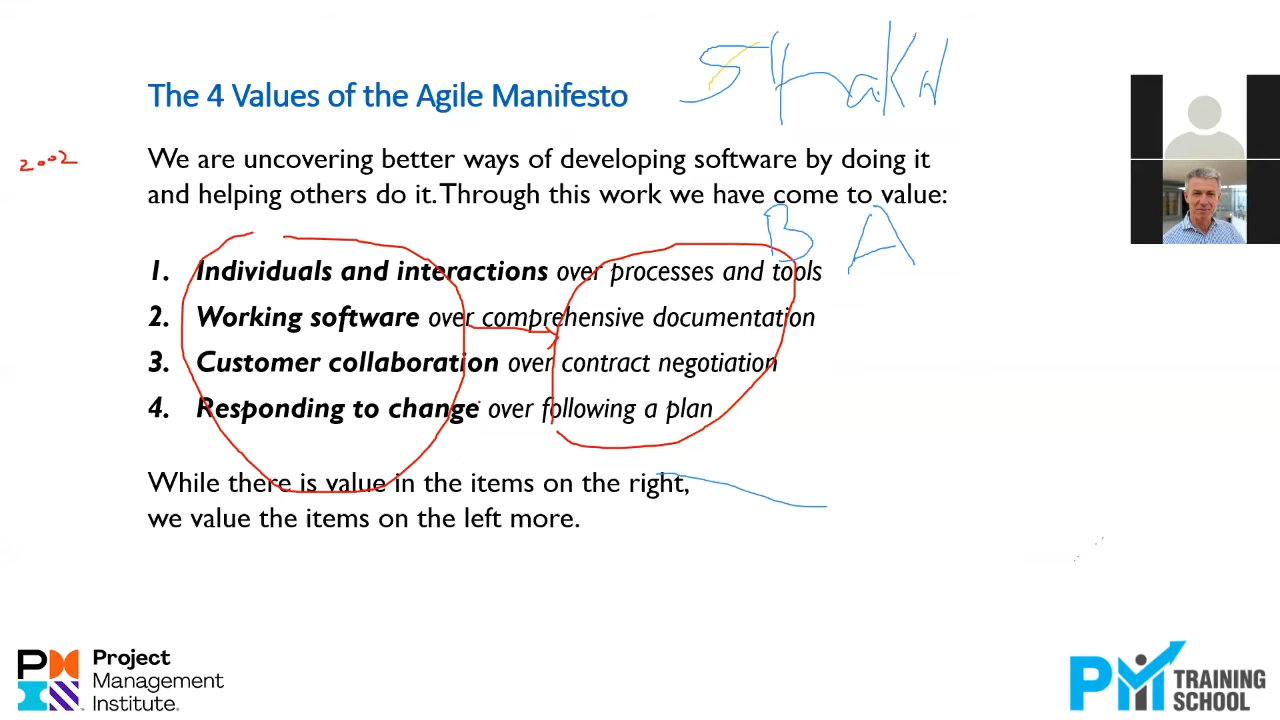 The 4 Values of the Agile Manifesto
2002
We are uncovering better ways of developing software by doing it
and helping others do it. Through this work we have come to value:
B A
1. Individuals and interactions over processes and tools
2. Working software over comprehensive documentation
3. Customer collaboration over contract negotiation
4. Responding to change over following a plan
While there is value in the items on the right,
we value the items on the left more.
Project
Management
Institute.
PM TRAINING
SCHOOL